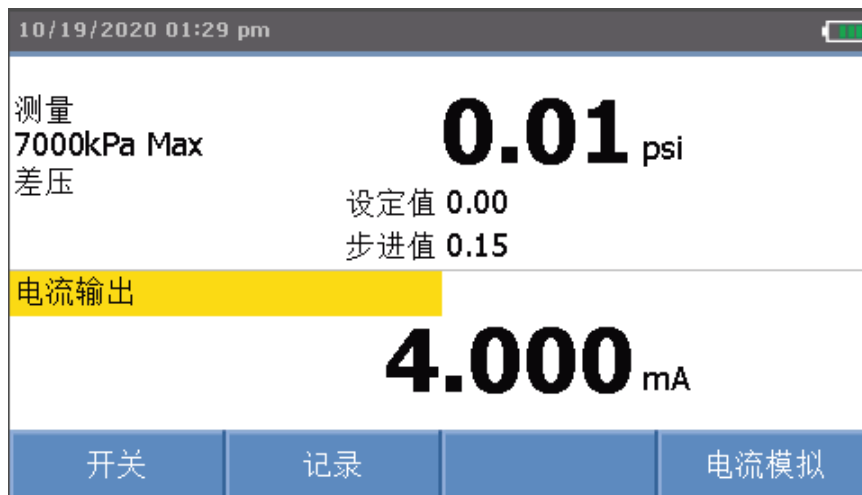 10/19/2020 01:29 pm
测量
7000kPa Max
差压
0.01 psi
设定值 0.00
步进值 0.15
电流输出
4.000 mA
开关
记录
电流模拟